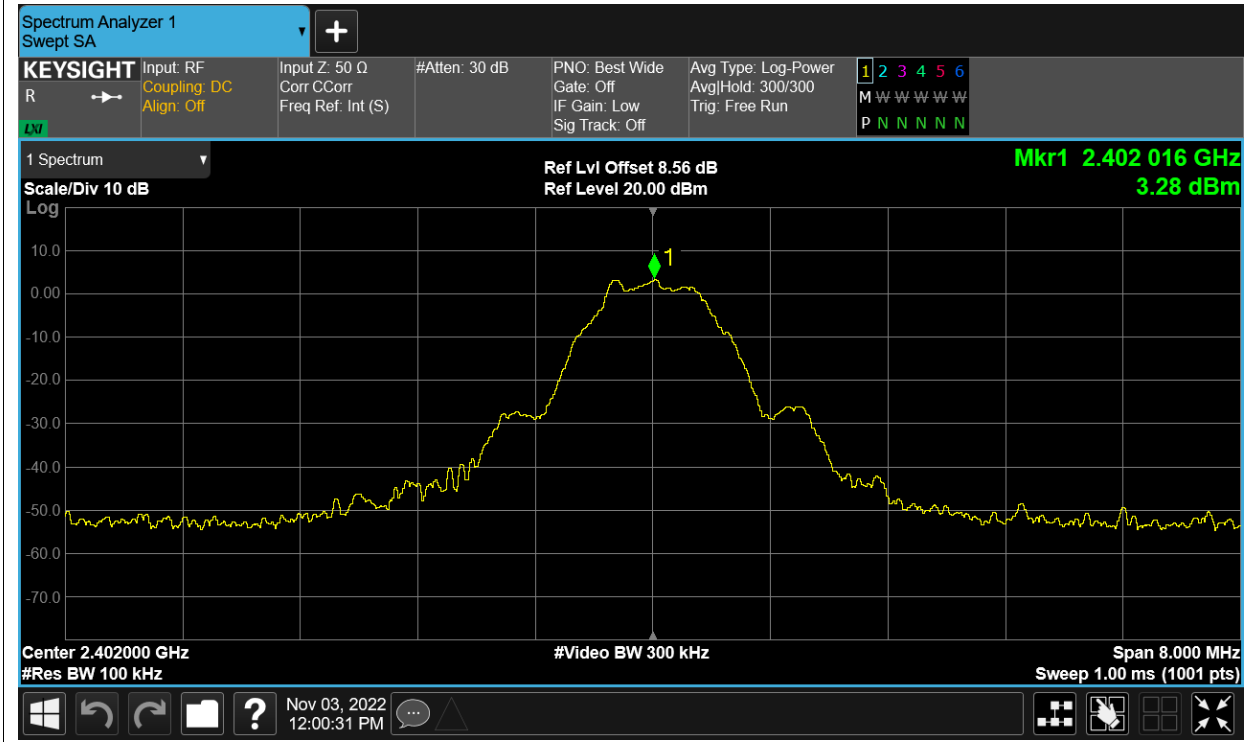 Spectrum Analyzer 1
Swept SA
+
KEYSIGHT
R
LXI
Input: RF
Coupling: DC
Align: Off
Input Z: 50 Ω
Corr CCorr
Freq Ref: Int (S)
#Atten: 30 dB
PNO: Best Wide
Gate: Off
IF Gain: Low
Sig Track: Off
Avg Type: Log-Power
Avg|Hold: 300/300
Trig: Free Run
1 2 3 4 5 6
M W W W W W
P N N N N N
1 Spectrum
Scale/Div 10 dB
Log
Ref Lvl Offset 8.56 dB
Ref Level 20.00 dBm
Mkr1 2.402 016 GHz
3.28 dBm
1
10.0
0.00
-10.0
-20.0
-30.0
-40.0
-50.0
-60.0
-70.0
Center 2.402000 GHz
#Res BW 100 kHz
#Video BW 300 kHz
Span 8.000 MHz
Sweep 1.00 ms (1001 pts)
?
Nov 03, 2022
12:00:31 PM